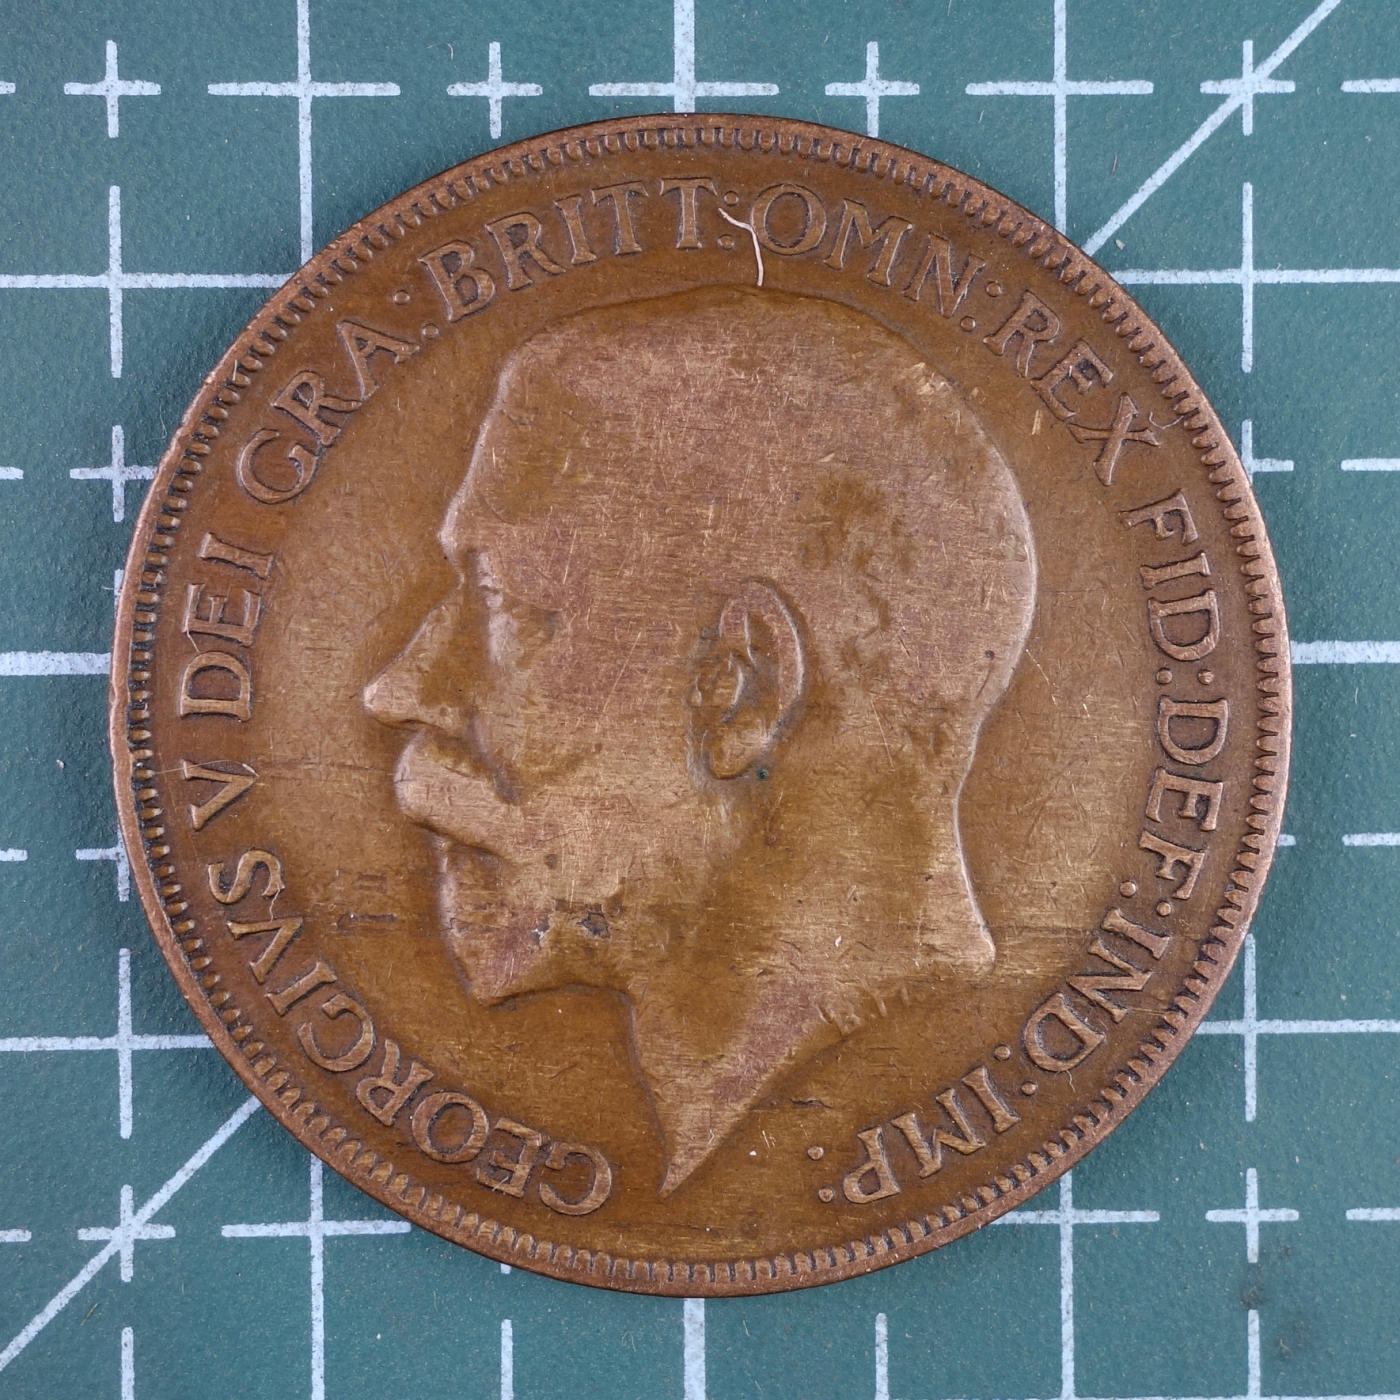 GEORGIVS V DEI GRA: BRITT: OMN: REX FID: DEF: IND: IMP: